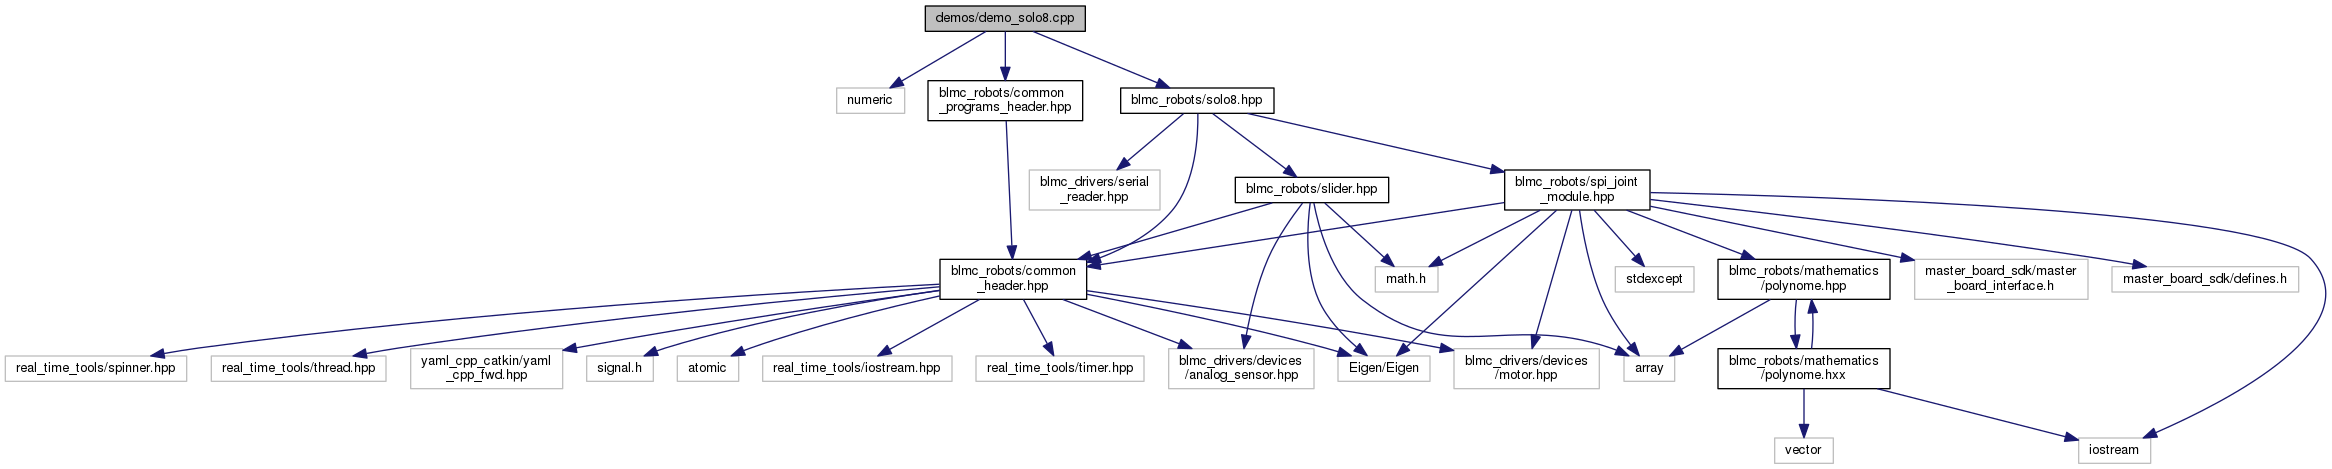 demos/demo_solo8.cpp
numeric
blmc_robots/common
_programs_header.hpp
blmc_robots/solo8.hpp
blmc_drivers/serial
_reader.hpp
blmc_robots/slider.hpp
blmc_robots/spi_joint
_module.hpp
blmc_robots/common
_header.hpp
math.h
stdexcept
blmc_robots/mathematics
/polynome.hpp
master_board_sdk/master
_board_interface.h
master_board_sdk/defines.h
real_time_tools/spinner.hpp
real_time_tools/thread.hpp
yaml_cpp_catkin/yaml
_cpp_fwd.hpp
signal.h
atomic
real_time_tools/iostream.hpp
real_time_tools/timer.hpp
blmc_drivers/devices
/analog_sensor.hpp
Eigen/Eigen
blmc_drivers/devices
/motor.hpp
array
blmc_robots/mathematics
/polynome.hxx
vector
iostream